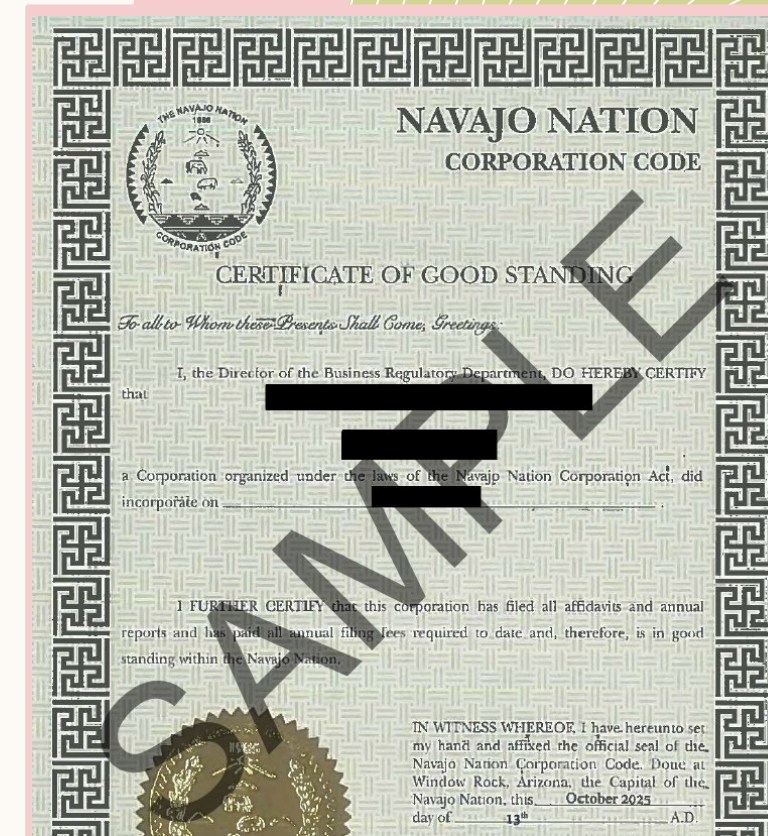 THE NAVAJO NATION
1868
CORPORATION CODE
NAVAJO NATION
CORPORATION CODE
CERTIFICATE OF GOOD STANDING
To all to Whom these Presents Shall Come, Greetings:
I, the Director of the Business Regulatory Department, DO HEREBY CERTIFY
that
a Corporation organized under the laws of the Navajo Nation Corporation Act, did
incorporate on
I FURTHER CERTIFY that this corporation has filed all affidavits and annual
reports and has paid all annual filing fees required to date and, therefore, is in good
standing within the Navajo Nation.
IN WITNESS WHEREOF, I have hereunto set
my hand and affixed the official seal of the
Navajo Nation Corporation Code. Done at
Window Rock, Arizona, the Capital of the
Navajo Nation, this October 2025
day of 13th A.D.
SAMPLE